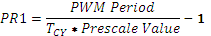 PR1 = PWM Period / (T_CY * Prescale Value) − 1